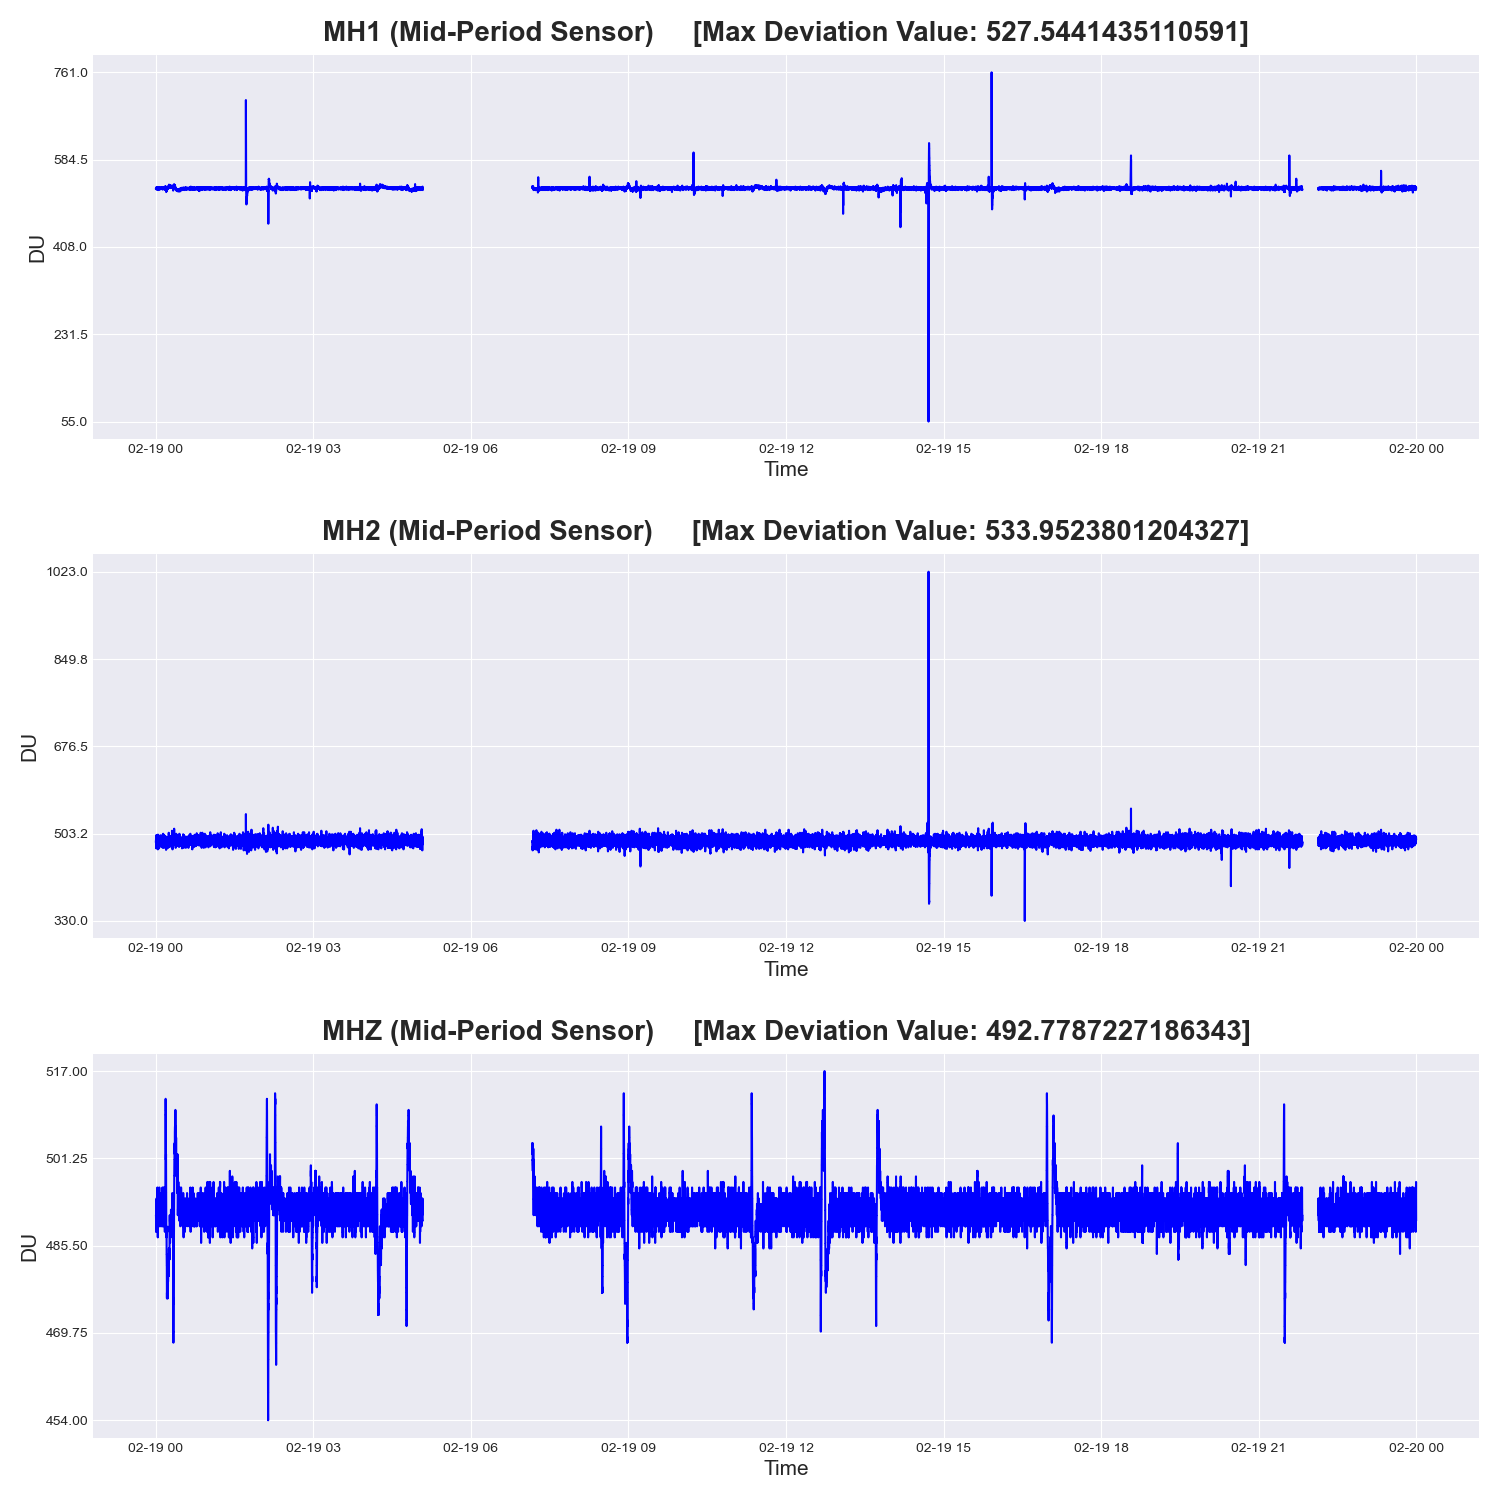 MH1 (Mid-Period Sensor) [Max Deviation Value: 527.5441435110591]
761.0
584.5
408.0
231.5
55.0
DU
02-19 00 02-19 03 02-19 06 02-19 09 02-19 12 02-19 15 02-19 18 02-19 21 02-20 00
Time
MH2 (Mid-Period Sensor) [Max Deviation Value: 533.9523801204327]
1023.0
849.8
676.5
503.2
330.0
DU
02-19 00 02-19 03 02-19 06 02-19 09 02-19 12 02-19 15 02-19 18 02-19 21 02-20 00
Time
MHZ (Mid-Period Sensor) [Max Deviation Value: 492.7787227186343]
517.00
501.25
485.50
469.75
454.00
DU
02-19 00 02-19 03 02-19 06 02-19 09 02-19 12 02-19 15 02-19 18 02-19 21 02-20 00
Time